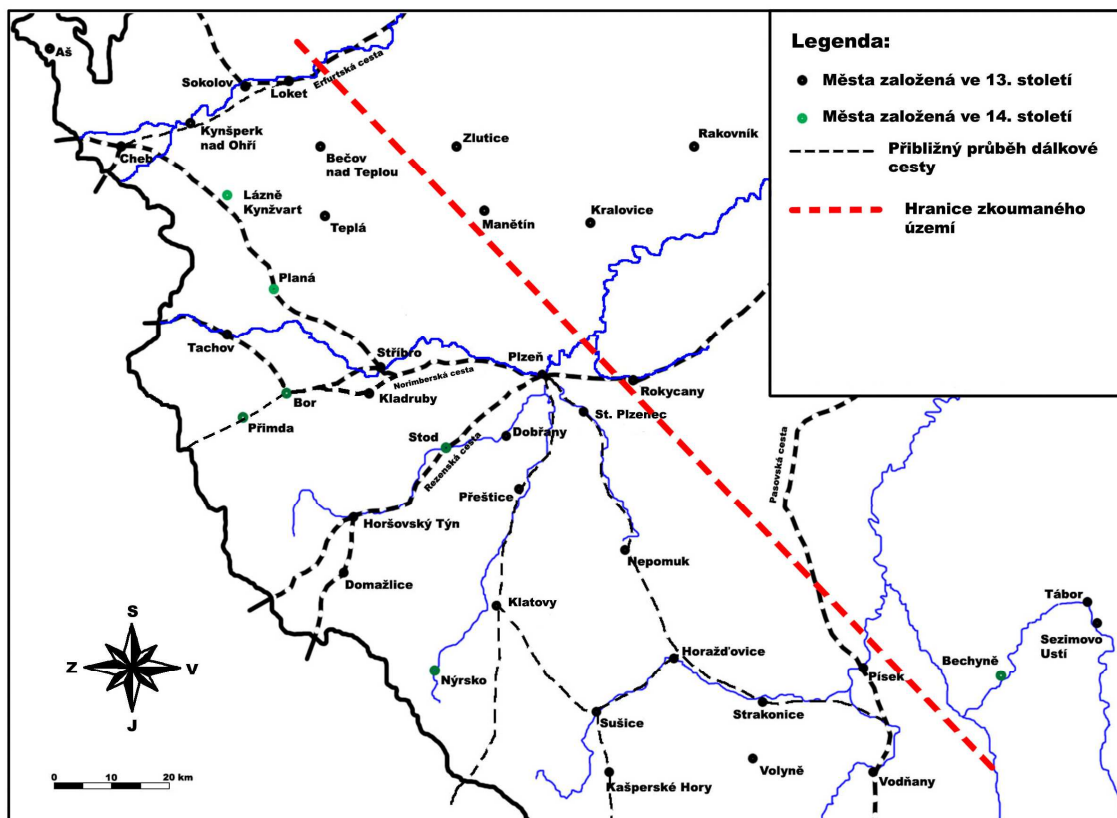 Legenda:
Města založená ve 13. století
Města založená ve 14. století
Přibližný průběh dálkové
cesty
Hranice zkoumaného
území
Aš
Sokolov
Loket
Erfurtská cesta
Kynšperk
nad Ohří
Cheb
Bečov
nad Teplou
Zlutice
Rakovník
Lázně
Kynžvart
Teplá
Manětín
Kralovice
Planá
Tachov
Stříbro
Plzeň
Norimberská cesta
Rokycany
Bor
Kladruby
Přimda
St. Plzenec
Stod
Dobřany
Rezenská cesta
Pasovská cesta
Přeštice
Horšovský Týn
Nepomuk
Domažlice
Klatovy
Tábor
Sezimovo
Ustí
S
Z
V
J
Nýrsko
Horažďovice
Písek
Bechyně
Sušice
Strakonice
Volyně
Kašperské Hory
Vodňany
0 10 20 km